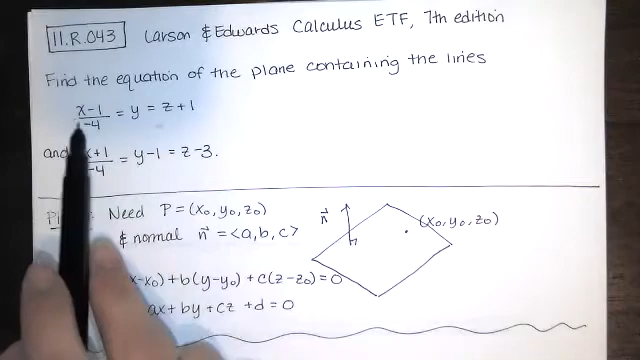 11.R.043 Larson & Edwards Calculus ETF, 7th edition
Find the equation of the plane containing the lines
x-1/-4 = y = z + 1
and x+1/-4 = y-1 = z-3.
Need P = (x₀, y₀, z₀)
& normal n⃗ = <a, b, c>
n⃗
(x₀, y₀, z₀)
x-x₀) + b(y-y₀) + c(z-z₀) = 0
ax + by + cz + d = 0